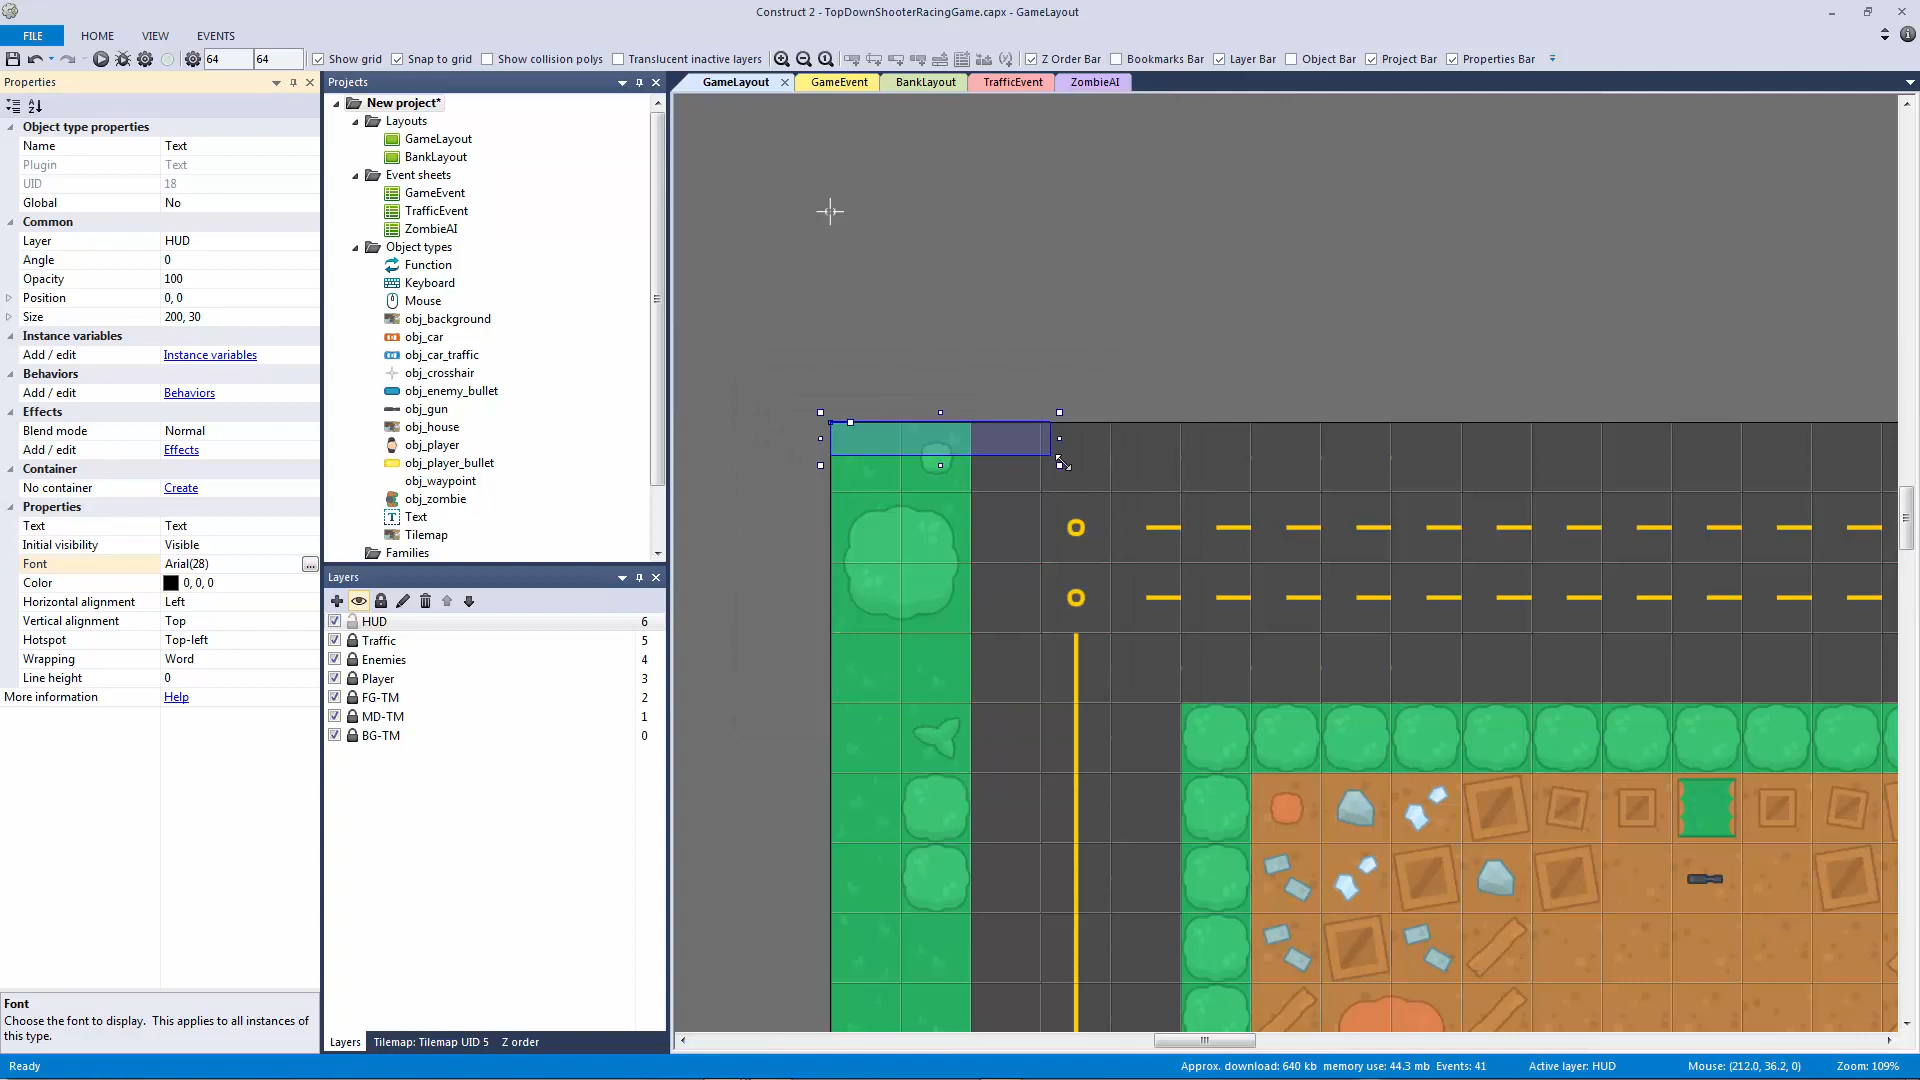 Construct 2 - TopDownShooterRacingGame.capx - GameLayout
FILE HOME VIEW EVENTS
64 64 Show grid Snap to grid Show collision polys Translucent inactive layers Z Order Bar Bookmarks Bar Layer Bar Object Bar Project Bar Properties Bar
Properties
Object type properties
Name Text
Plugin Text
UID 18
Global No
Common
Layer HUD
Angle 0
Opacity 100
Position 0, 0
Size 200, 30
Instance variables
Add / edit Instance variables
Behaviors
Add / edit Behaviors
Effects
Blend mode Normal
Add / edit Effects
Container
No container Create
Properties
Text Text
Initial visibility Visible
Font Arial(28) ...
Color 0, 0, 0
Horizontal alignment Left
Vertical alignment Top
Hotspot Top-left
Wrapping Word
Line height 0
More information Help
Font
Choose the font to display. This applies to all instances of
this type.
Projects
New project*
Layouts
GameLayout
BankLayout
Event sheets
GameEvent
TrafficEvent
ZombieAI
Object types
Function
Keyboard
Mouse
obj_background
obj_car
obj_car_traffic
obj_crosshair
obj_enemy_bullet
obj_gun
obj_house
obj_player
obj_player_bullet
obj_waypoint
obj_zombie
Text
Tilemap
Families
Layers
HUD 6
Traffic 5
Enemies 4
Player 3
FG-TM 2
MD-TM 1
BG-TM 0
Layers Tilemap: Tilemap UID 5 Z order
GameLayout GameEvent BankLayout TrafficEvent ZombieAI
Ready Approx. download: 640 kb memory use: 44.3 mb Events: 41 Active layer: HUD Mouse: (212.0, 36.2, 0) Zoom: 109%